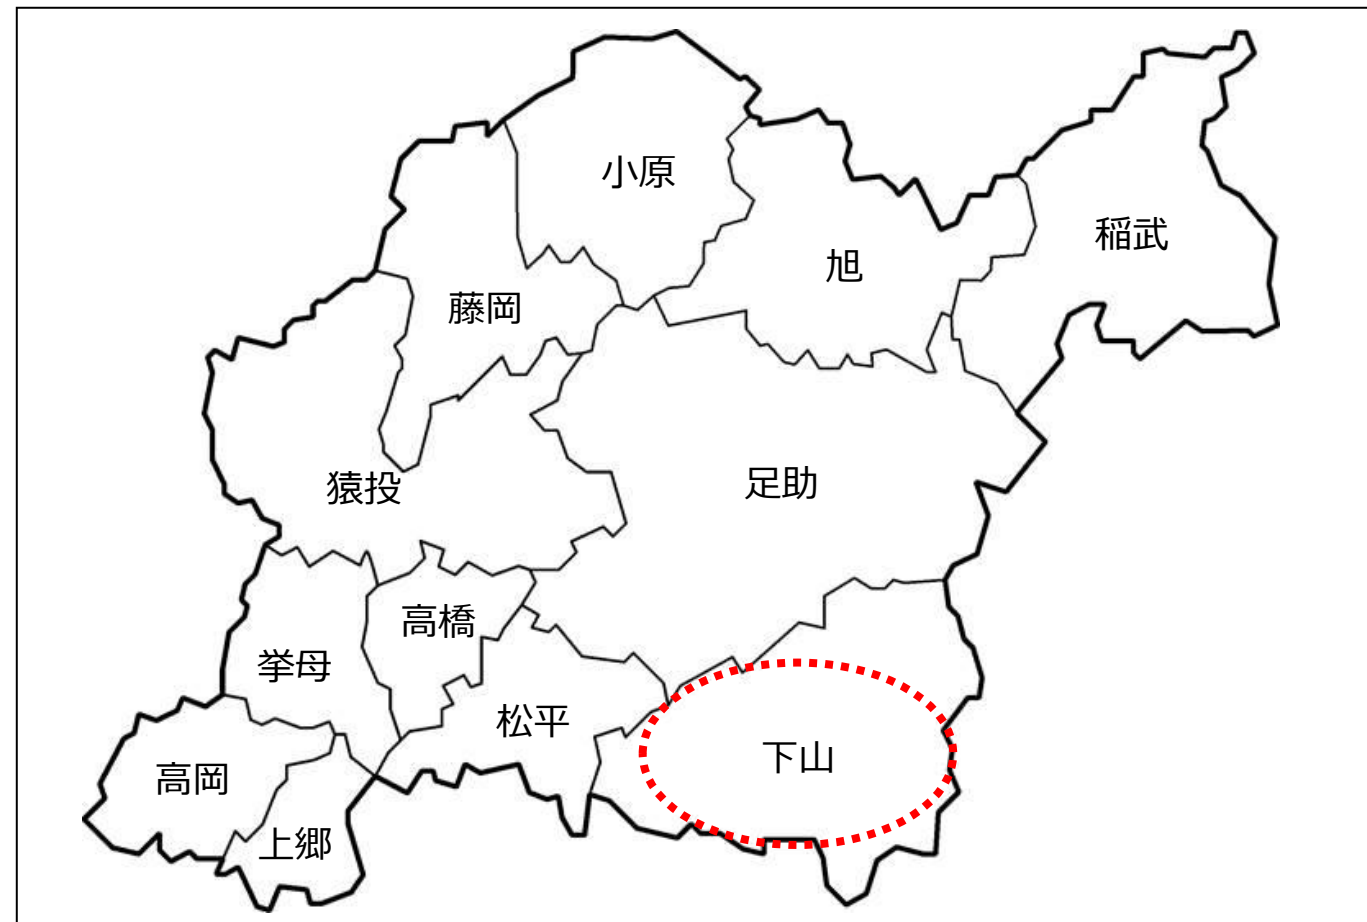 小原
稲武
旭
藤岡
足助
猿投
高橋
挙母
松平
下山
高岡
上郷